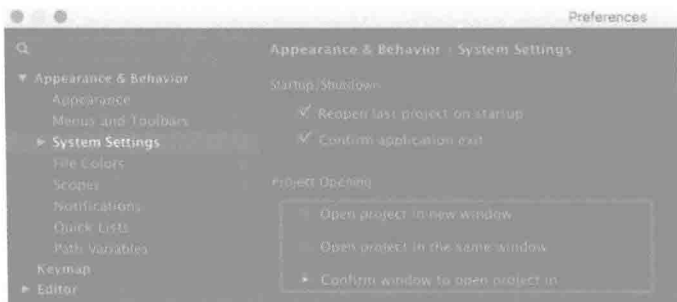 Preferences
Appearance & Behavior › System Settings
▼ Appearance & Behavior
Appearance
Menus and Toolbars
► System Settings
File Colors
Scopes
Notifications
Quick Lists
Path Variables
Keymap
► Editor
Startup/Shutdown
Reopen last project on startup
Confirm application exit
Project Opening
Open project in new window
Open project in the same window
Confirm window to open project in